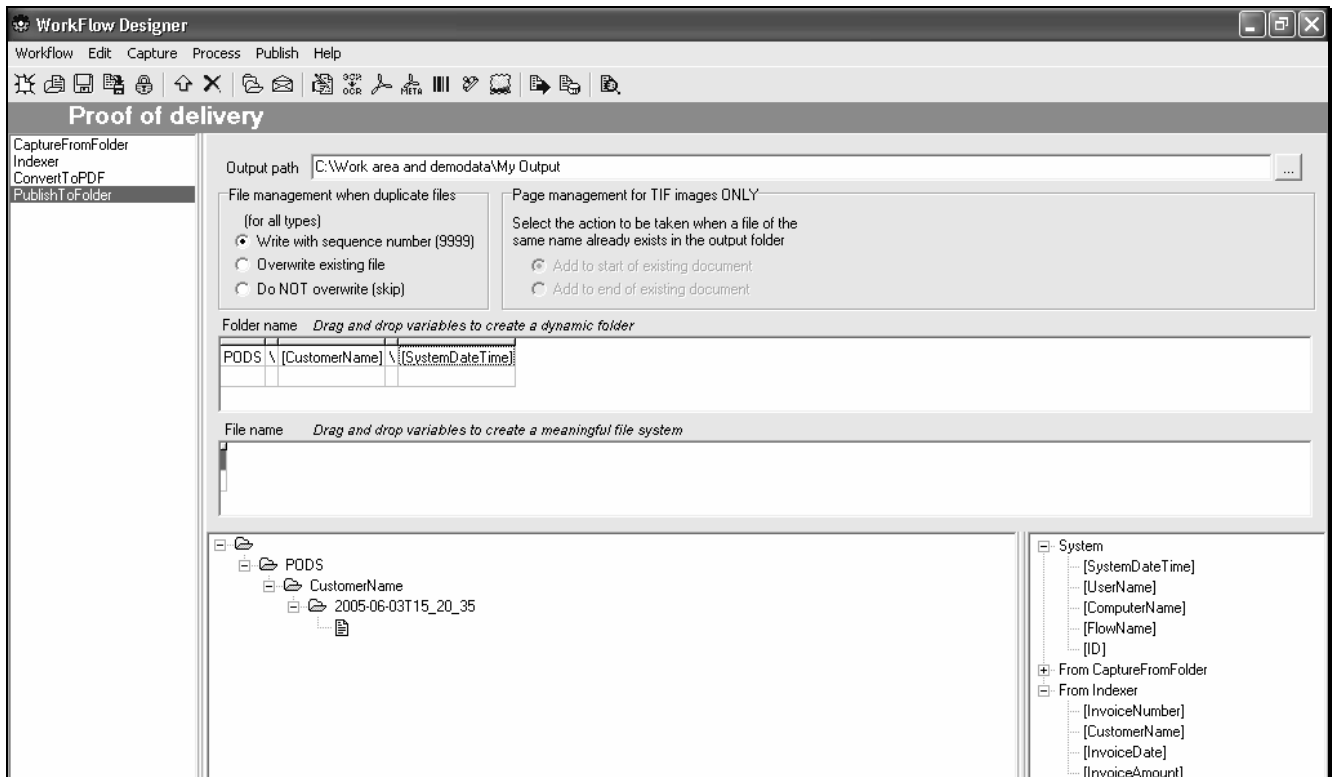 WorkFlow Designer
Workflow Edit Capture Process Publish Help
OCR OCR META
Proof of delivery
CaptureFromFolder
Indexer
ConvertToPDF
PublishToFolder
Output path C:\Work area and demodata\My Output ...
File management when duplicate files
(for all types)
Write with sequence number (9999)
Overwrite existing file
Do NOT overwrite (skip)
Page management for TIF images ONLY
Select the action to be taken when a file of the
same name already exists in the output folder
Add to start of existing document
Add to end of existing document
Folder name Drag and drop variables to create a dynamic folder
PODS \ [CustomerName] \ [SystemDateTime]
File name Drag and drop variables to create a meaningful file system
PODS
CustomerName
2005-06-03T15_20_35
System
[SystemDateTime]
[UserName]
[ComputerName]
[FlowName]
[ID]
From CaptureFromFolder
From Indexer
[InvoiceNumber]
[CustomerName]
[InvoiceDate]
[InvoiceAmount]